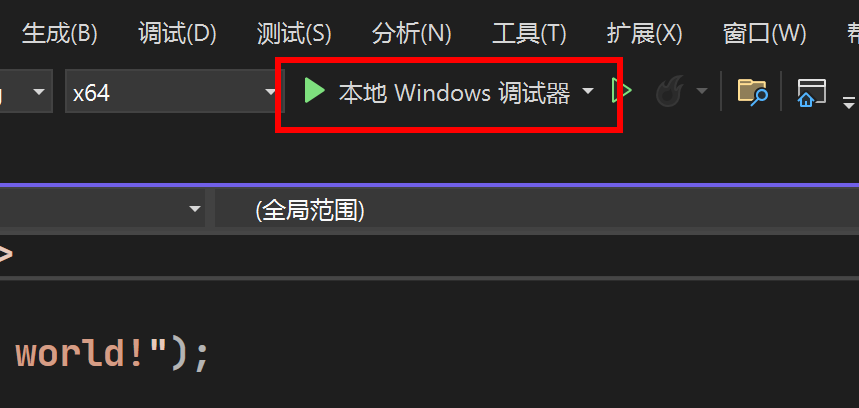 生成(B) 调试(D) 测试(S) 分析(N) 工具(T) 扩展(X) 窗口(W)
x64 本地 Windows 调试器
(全局范围)
>
world!");